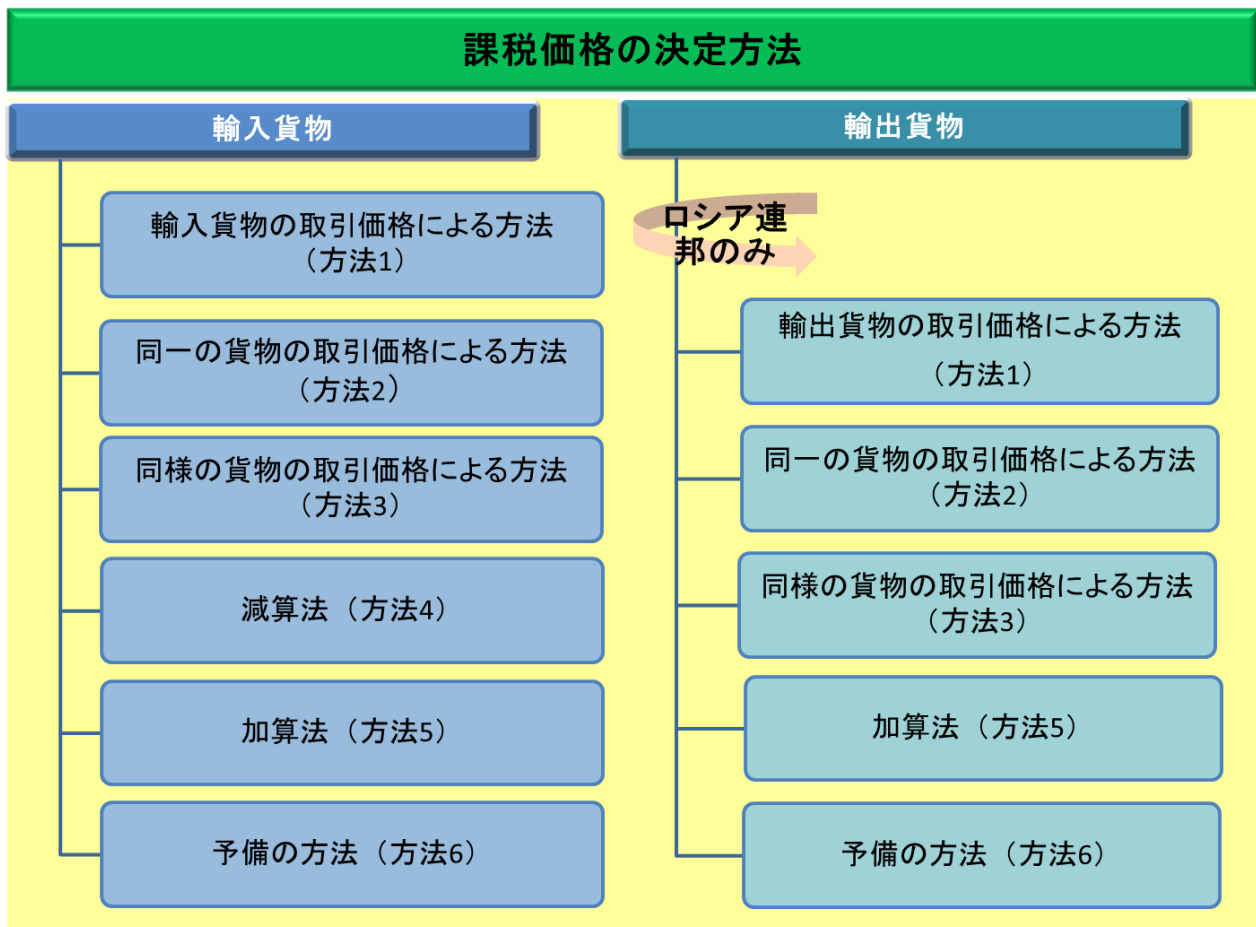 課税価格の決定方法
輸入貨物
輸入貨物の取引価格による方法
（方法1）
同一の貨物の取引価格による方法
（方法2）
同様の貨物の取引価格による方法
（方法3）
減算法（方法4）
加算法（方法5）
予備の方法（方法6）
輸出貨物
ロシア連
邦のみ
輸出貨物の取引価格による方法
（方法1）
同一の貨物の取引価格による方法
（方法2）
同様の貨物の取引価格による方法
（方法3）
加算法（方法5）
予備の方法（方法6）